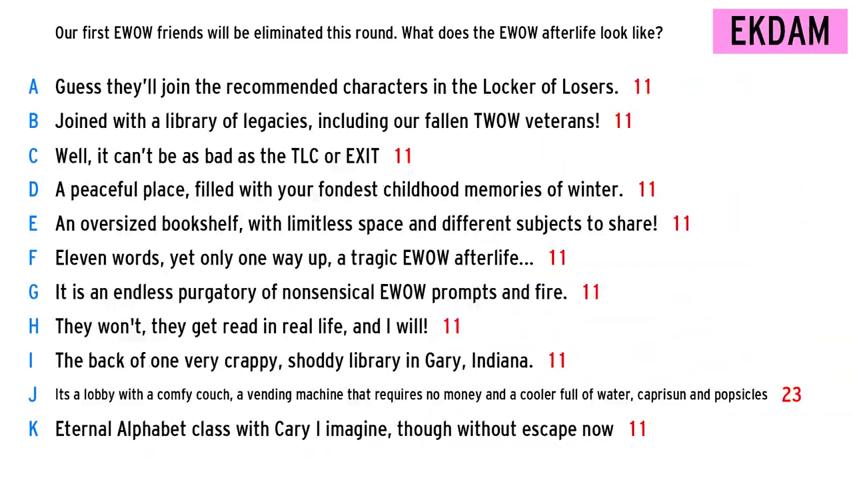 Our first EWOW friends will be eliminated this round. What does the EWOW afterlife look like?
EKDAM
A Guess they'll join the recommended characters in the Locker of Losers. 11
B Joined with a library of legacies, including our fallen TWOW veterans! 11
C Well, it can't be as bad as the TLC or EXIT 11
D A peaceful place, filled with your fondest childhood memories of winter. 11
E An oversized bookshelf, with limitless space and different subjects to share! 11
F Eleven words, yet only one way up, a tragic EWOW afterlife... 11
G It is an endless purgatory of nonsensical EWOW prompts and fire. 11
H They won't, they get read in real life, and I will! 11
I The back of one very crappy, shoddy library in Gary, Indiana. 11
J Its a lobby with a comfy couch, a vending machine that requires no money and a cooler full of water, caprisun and popsicles 23
K Eternal Alphabet class with Cary I imagine, though without escape now 11